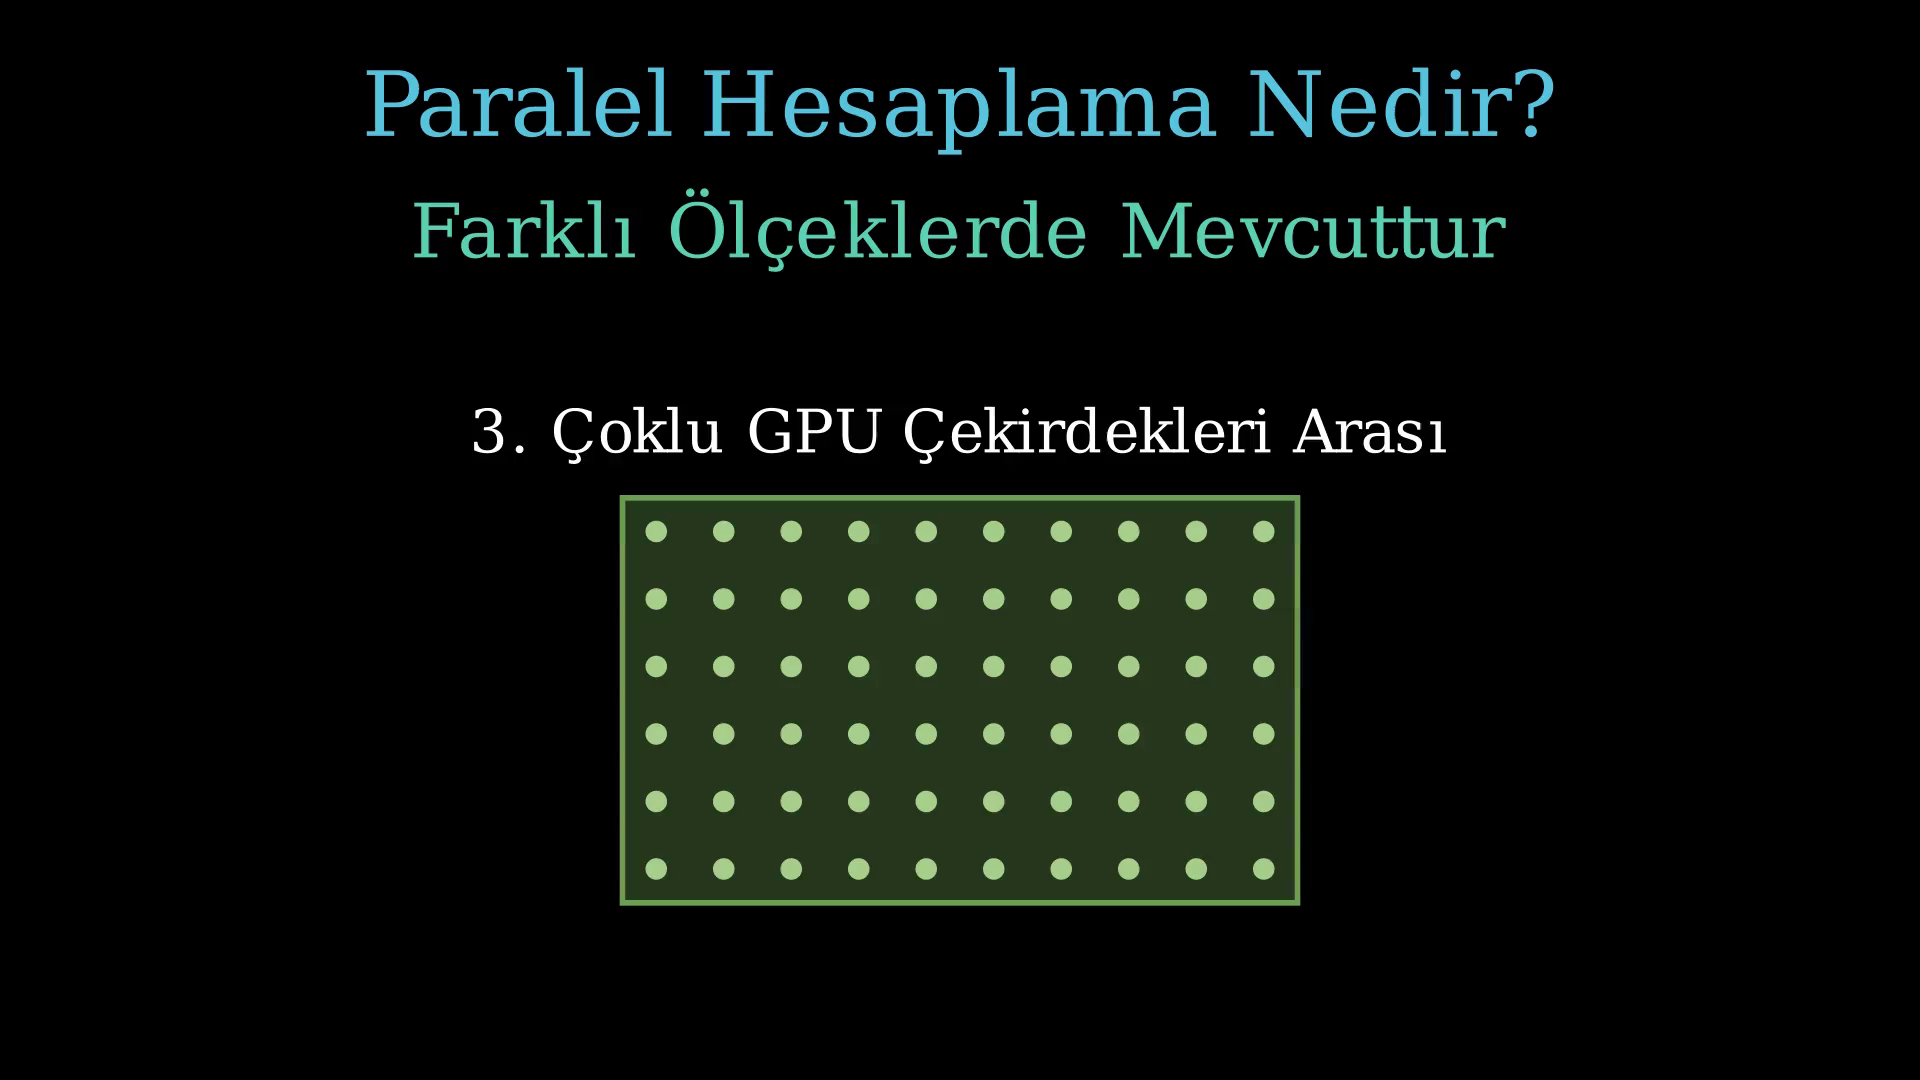 Paralel Hesaplama Nedir?
Farklı Ölçeklerde Mevcuttur
3. Çoklu GPU Çekirdekleri Arası